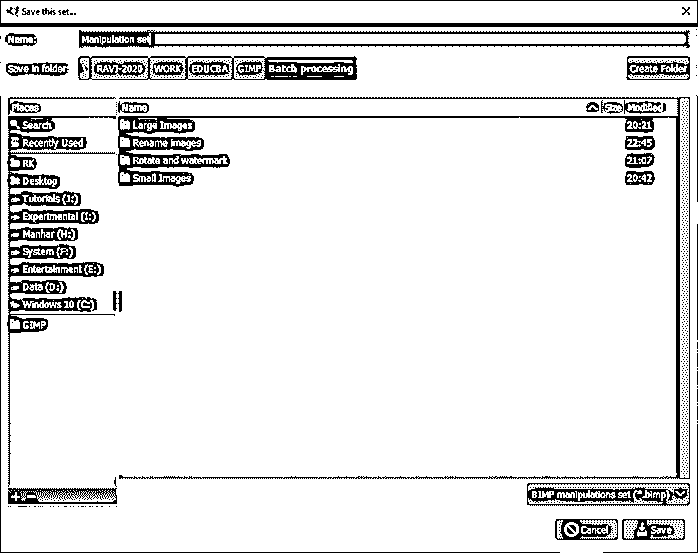 Save this set...
Name: Manipulation set
Save in folder: RAVI-2020 WORK EDUCBA GIMP Batch processing Create Folder
Places Name Size Modified
Search Large Images 20:21
Recently Used Rename images 22:45
RK Rotate and watermark 21:07
Desktop Small Images 20:42
Tutorials (J:)
Experimental (I:)
Manhar (H:)
System (F:)
Entertainment (E:)
Data (D:)
Windows 10 (C:)
GIMP
BIMP manipulations set (*.bimp)
Cancel Save